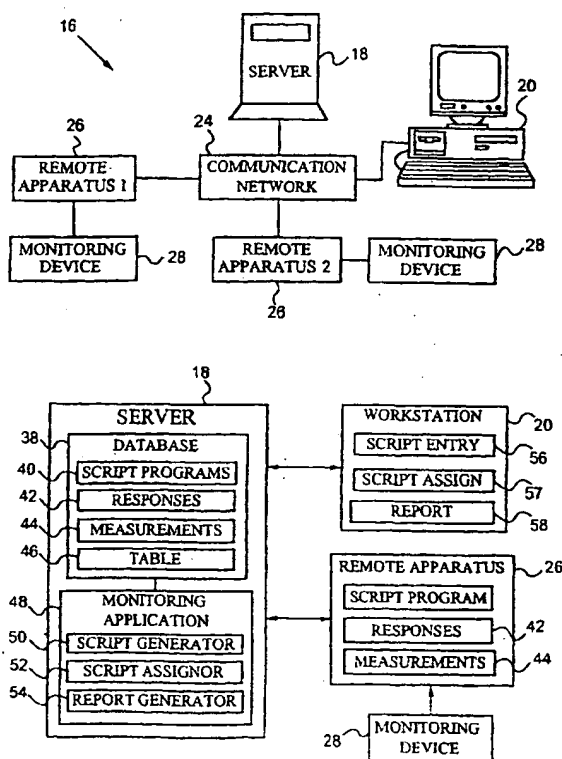 16
SERVER
18
20
24
26
REMOTE
APPARATUS 1
COMMUNICATION
NETWORK
MONITORING
DEVICE
28
REMOTE
APPARATUS 2
26
MONITORING
DEVICE
28
18
SERVER
38
DATABASE
40
SCRIPT PROGRAMS
42
RESPONSES
44
MEASUREMENTS
46
TABLE
48
MONITORING
APPLICATION
50
SCRIPT GENERATOR
52
SCRIPT ASSIGNOR
54
REPORT GENERATOR
WORKSTATION
20
SCRIPT ENTRY
56
SCRIPT ASSIGN
57
REPORT
58
REMOTE APPARATUS
26
SCRIPT PROGRAM
RESPONSES
42
MEASUREMENTS
44
28
MONITORING
DEVICE